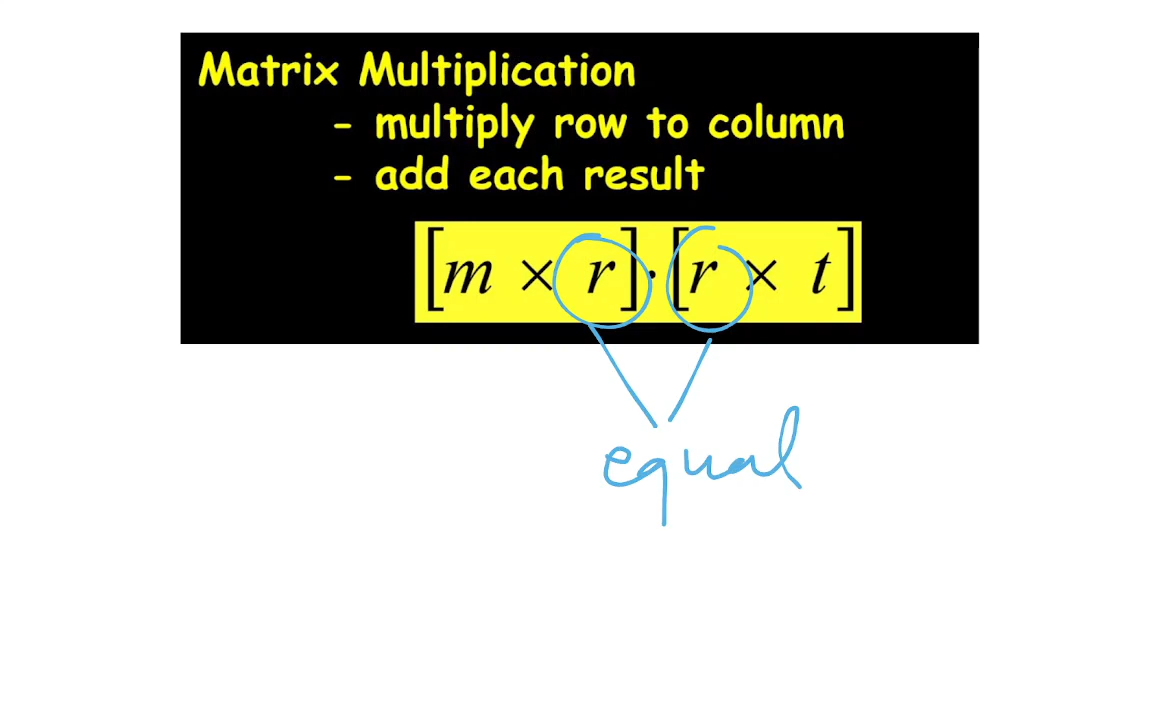 Matrix Multiplication
- multiply row to column
- add each result
[m × r] · [r × t]
equal